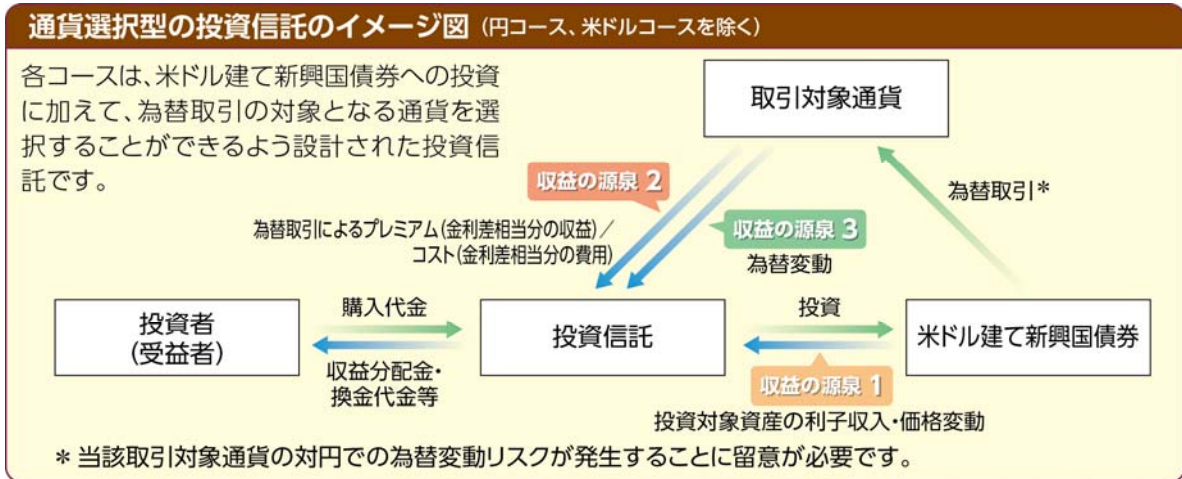 通貨選択型の投資信託のイメージ図(円コース、米ドルコースを除く)
各コースは、米ドル建て新興国債券への投資
に加えて、為替取引の対象となる通貨を選
択することができるよう設計された投資信
託です。
取引対象通貨
収益の源泉 2
為替取引*
為替取引によるプレミアム(金利差相当分の収益)/
コスト(金利差相当分の費用)
収益の源泉 3
為替変動
投資者
(受益者)
購入代金
収益分配金・
換金代金等
投資信託
投資
収益の源泉 1
投資対象資産の利子収入・価格変動
米ドル建て新興国債券
*当該取引対象通貨の対円での為替変動リスクが発生することに留意が必要です。